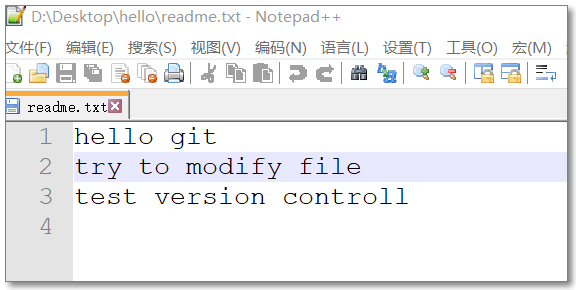 D:\Desktop\hello\readme.txt - Notepad++
文件(F) 编辑(E) 搜索(S) 视图(V) 编码(N) 语言(L) 设置(T) 工具(O) 宏(M)
readme.txt
1 hello git
2 try to modify file
3 test version controll
4